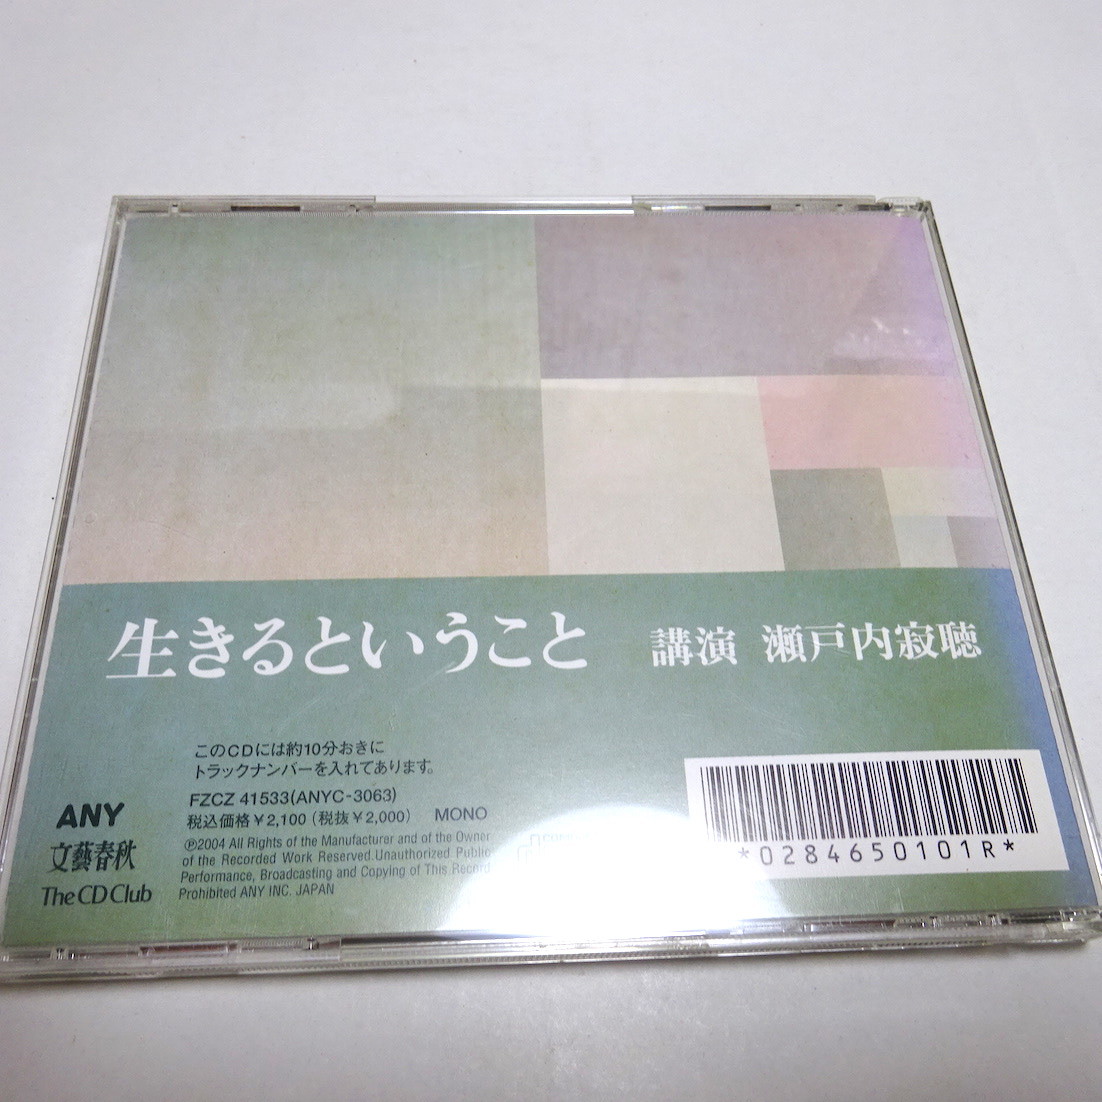 生きるということ 講演 瀬戸内寂聴
このCDには約10分おきに
トラックナンバーを入れてあります。
FZCZ 41533(ANYC-3063)
税込価格￥2,100（税抜￥2,000） MONO
℗2004 All Rights of the Manufacturer and of the Owner
of the Recorded Work Reserved.Unauthorized Public
Performance, Broadcasting and Copying of This Record
Prohibited ANY INC. JAPAN
ANY
文藝春秋
The CD Club
*0284650101R*